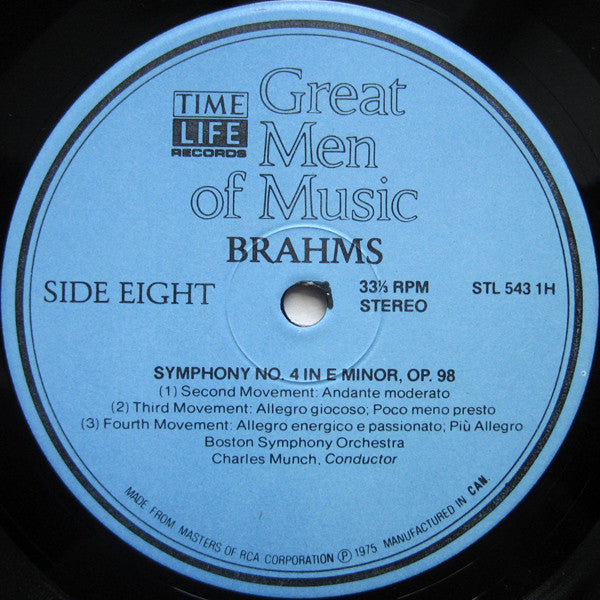 TIME
LIFE
RECORDS
Great
Men
of Music
BRAHMS
SIDE EIGHT
33⅓ RPM
STEREO
STL 543 1H
SYMPHONY NO. 4 IN E MINOR, OP. 98
(1) Second Movement: Andante moderato
(2) Third Movement: Allegro giocoso; Poco meno presto
(3) Fourth Movement: Allegro energico e passionato; Più Allegro
Boston Symphony Orchestra
Charles Munch, Conductor
MADE FROM MASTERS OF RCA CORPORATION ℗ 1975 MANUFACTURED IN CAN.